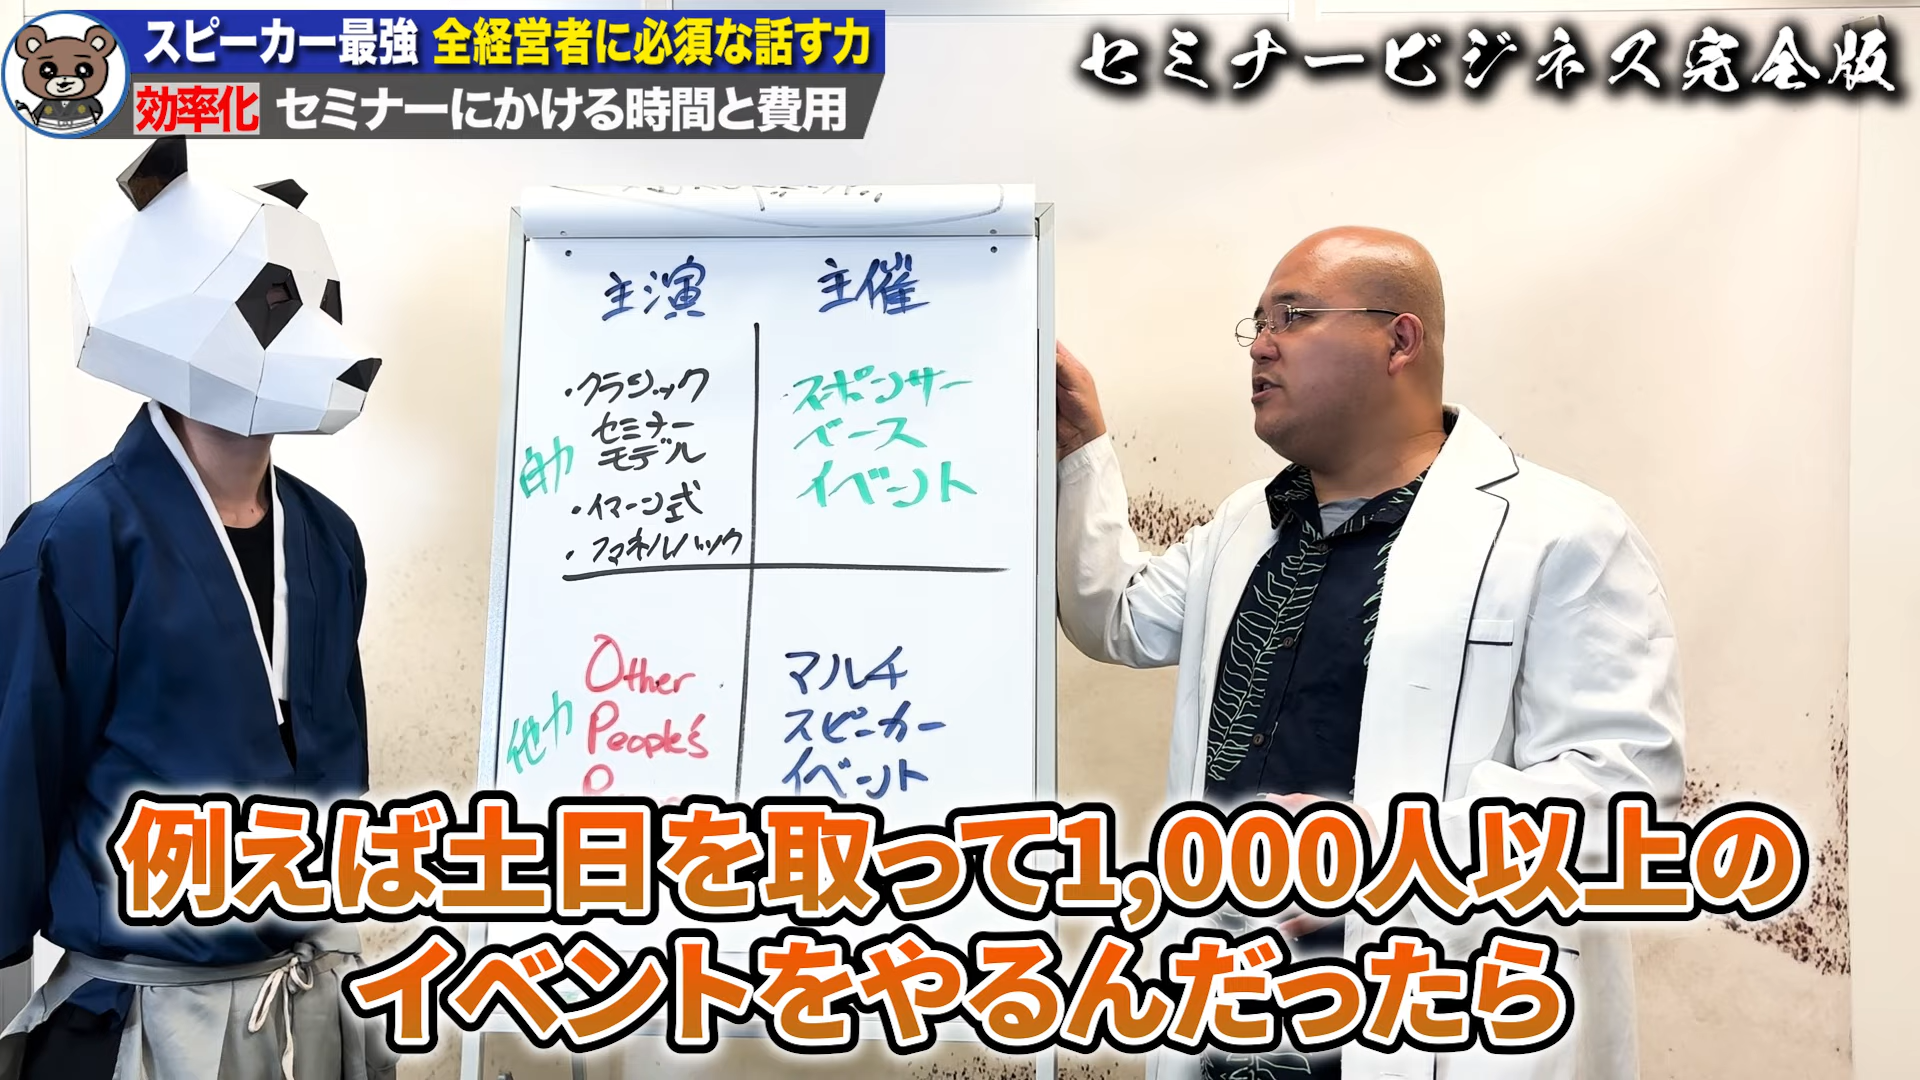 スピーカー最強 全経営者に必須な話す力
効率化 セミナーにかける時間と費用
セミナービジネス完全版
主演
主催
自力
・クラシック
セミナー
モデル
・イマーン式
・ファネルハック
スポンサー
ベース
イベント
他力
Other
People's
マルチ
スピーカー
イベント
例えば土日を取って1,000人以上の
イベントをやるんだったら